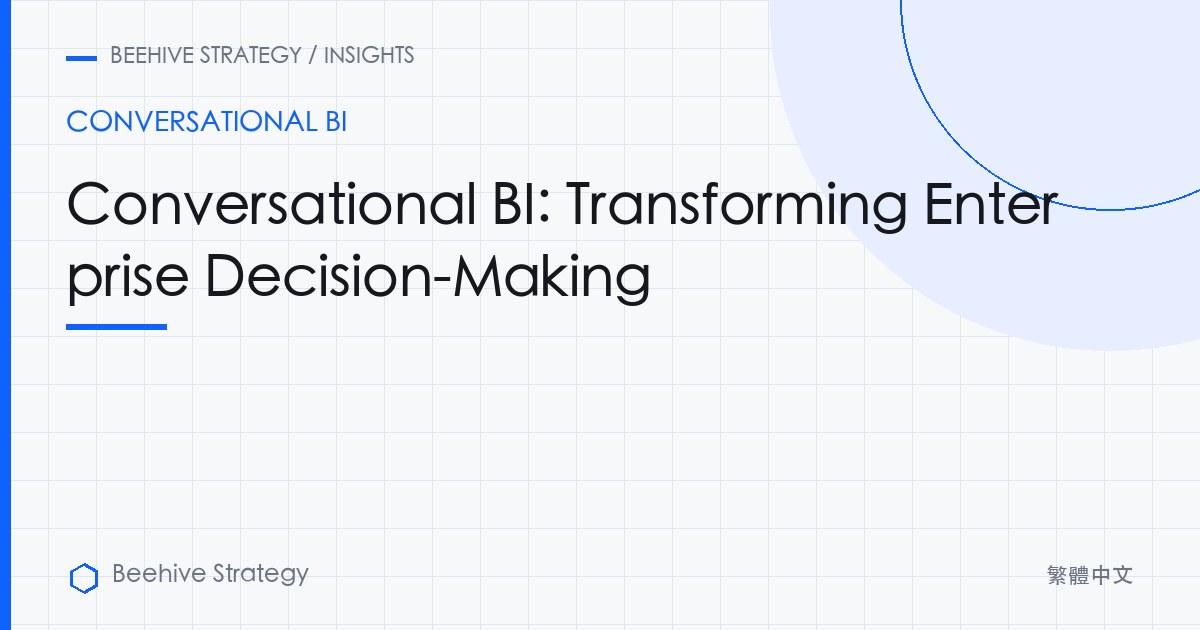 BEEHIVE STRATEGY / INSIGHTS
CONVERSATIONAL BI
Conversational BI: Transforming Enter
prise Decision-Making
Beehive Strategy
繁體中文